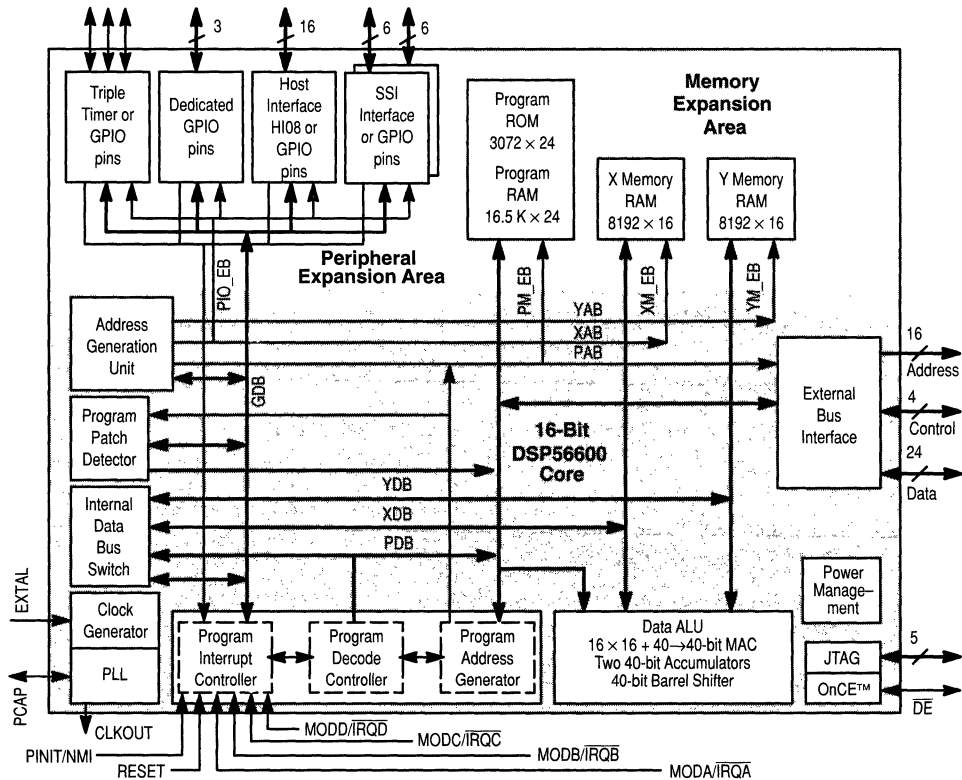 3
16
6
6
Triple
Timer or
GPIO
pins
Dedicated
GPIO
pins
Host
Interface
HI08 or
GPIO
pins
SSI
Interface
or GPIO
pins
Program
ROM
3072 × 24
Program
RAM
16.5 K × 24
Memory
Expansion
Area
X Memory
RAM
8192 × 16
Y Memory
RAM
8192 × 16
Peripheral
Expansion Area
PIO_EB
PM_EB
XM_EB
YM_EB
Address
Generation
Unit
YAB
XAB
PAB
GDB
External
Bus
Interface
16
Address
4
Control
24
Data
Program
Patch
Detector
16-Bit
DSP56600
Core
Internal
Data
Bus
Switch
YDB
XDB
PDB
EXTAL
Clock
Generator
PLL
PCAP
CLKOUT
Program
Interrupt
Controller
Program
Decode
Controller
Program
Address
Generator
Data ALU
16 × 16 + 40→40-bit MAC
Two 40-bit Accumulators
40-bit Barrel Shifter
Power
Manage–
ment
JTAG
OnCE™
5
DE
MODD/IRQD
MODC/IRQC
PINIT/NMI
MODB/IRQB
RESET
MODA/IRQA